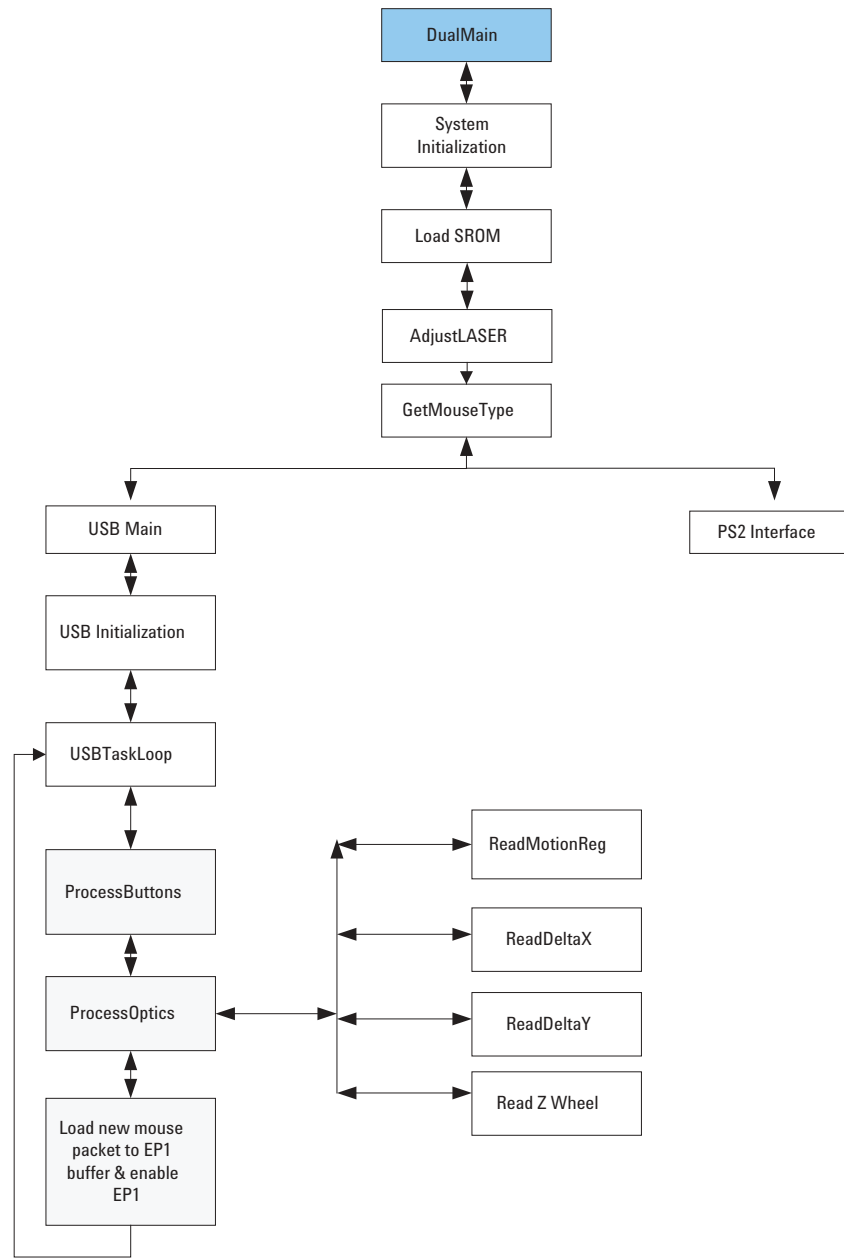 DualMain
System
Initialization
Load SROM
AdjustLASER
GetMouseType
USB Main
PS2 Interface
USB Initialization
USBTaskLoop
ReadMotionReg
ProcessButtons
ReadDeltaX
ProcessOptics
ReadDeltaY
Read Z Wheel
Load new mouse
packet to EP1
buffer & enable
EP1